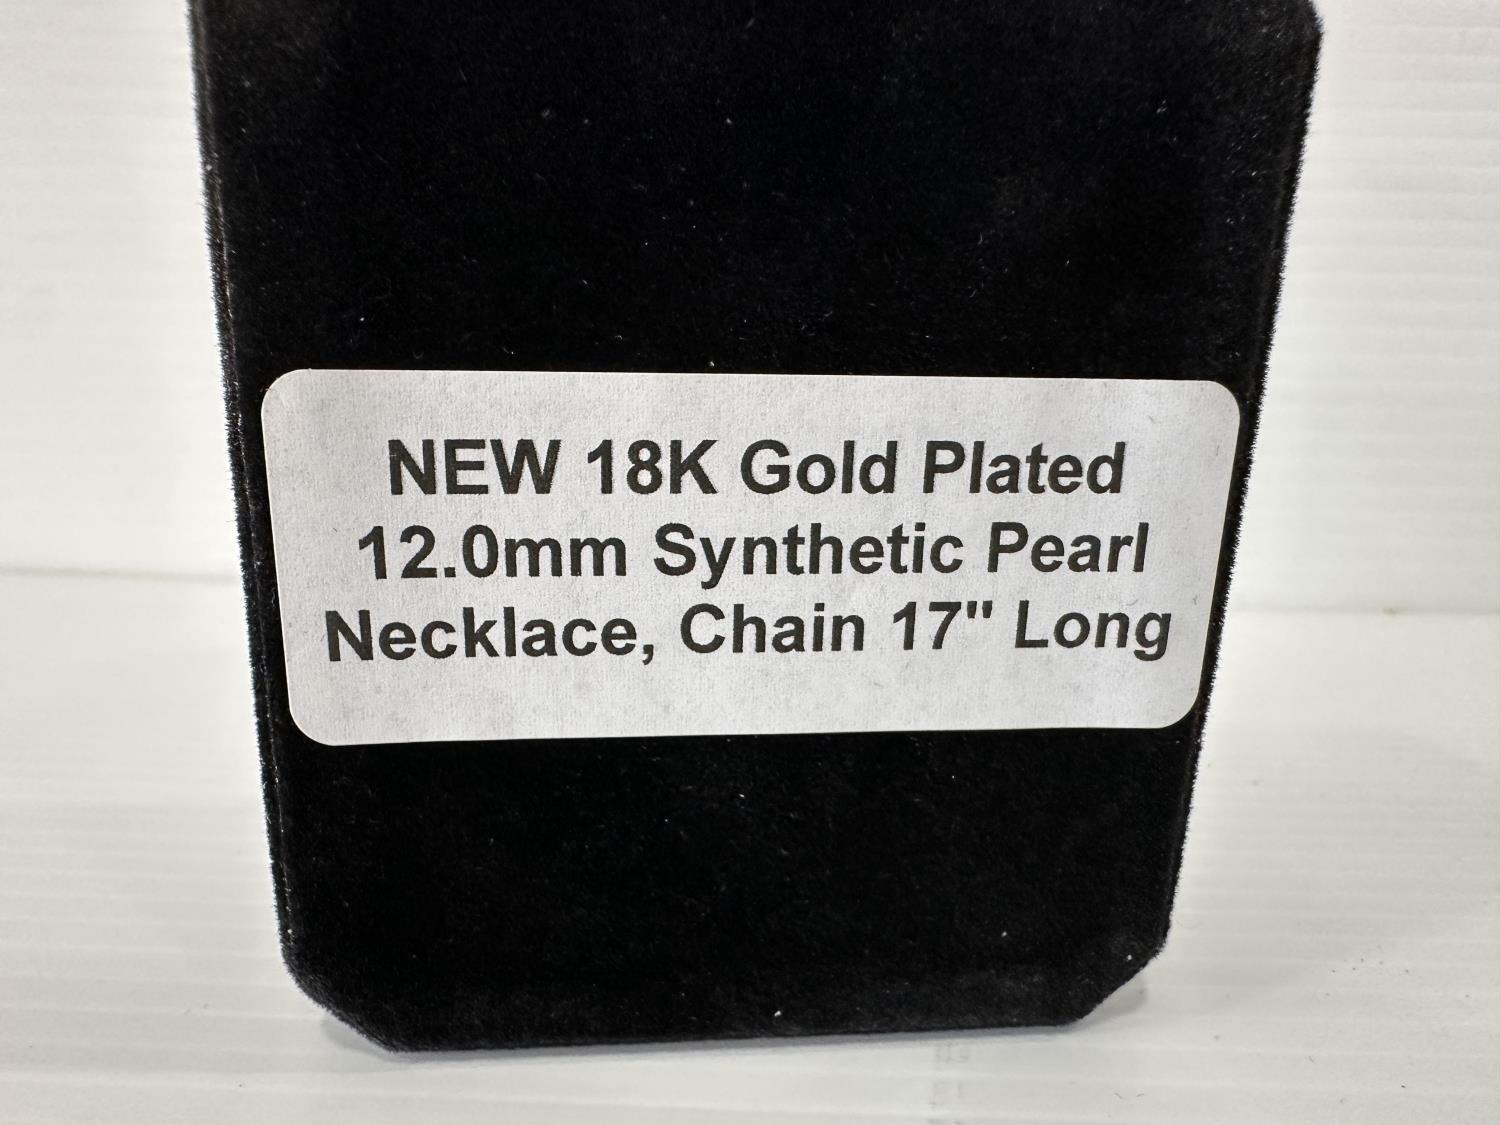 NEW 18K Gold Plated
12.0mm Synthetic Pearl
Necklace, Chain 17" Long